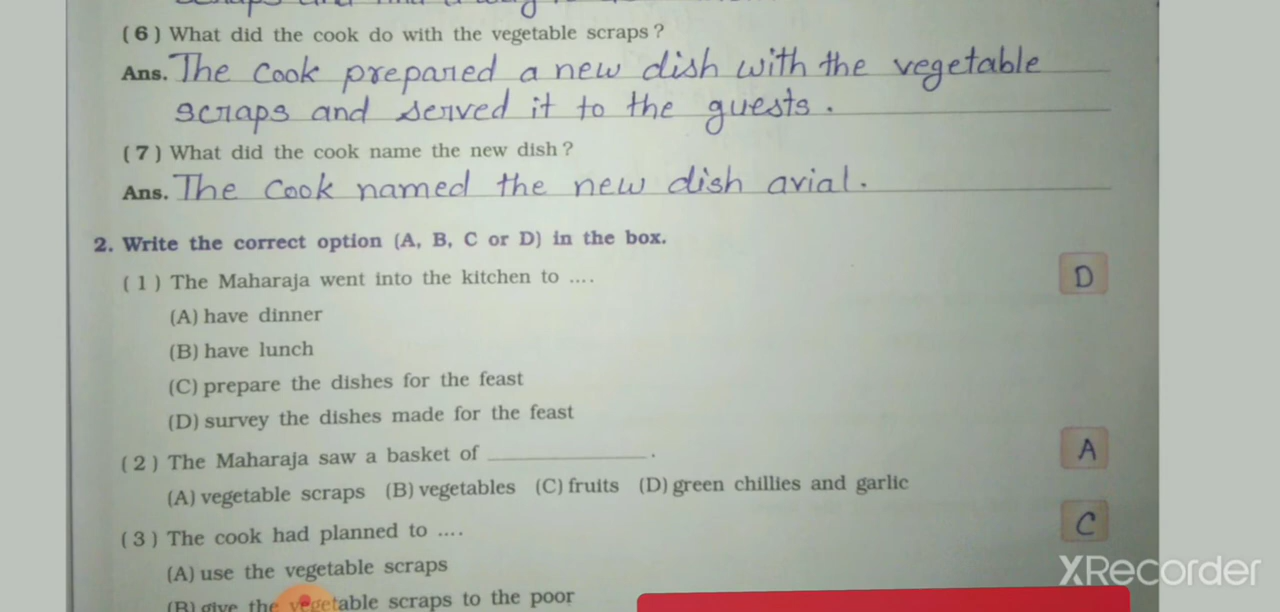 (6) What did the cook do with the vegetable scraps?
Ans. The cook prepared a new dish with the vegetable
scraps and served it to the guests.
(7) What did the cook name the new dish?
Ans. The cook named the new dish avial.
2. Write the correct option (A, B, C or D) in the box.
(1) The Maharaja went into the kitchen to .... D
(A) have dinner
(B) have lunch
(C) prepare the dishes for the feast
(D) survey the dishes made for the feast
(2) The Maharaja saw a basket of ____________. A
(A) vegetable scraps (B) vegetables (C) fruits (D) green chillies and garlic
(3) The cook had planned to .... C
(A) use the vegetable scraps
(B) give the vegetable scraps to the poor
XRecorder